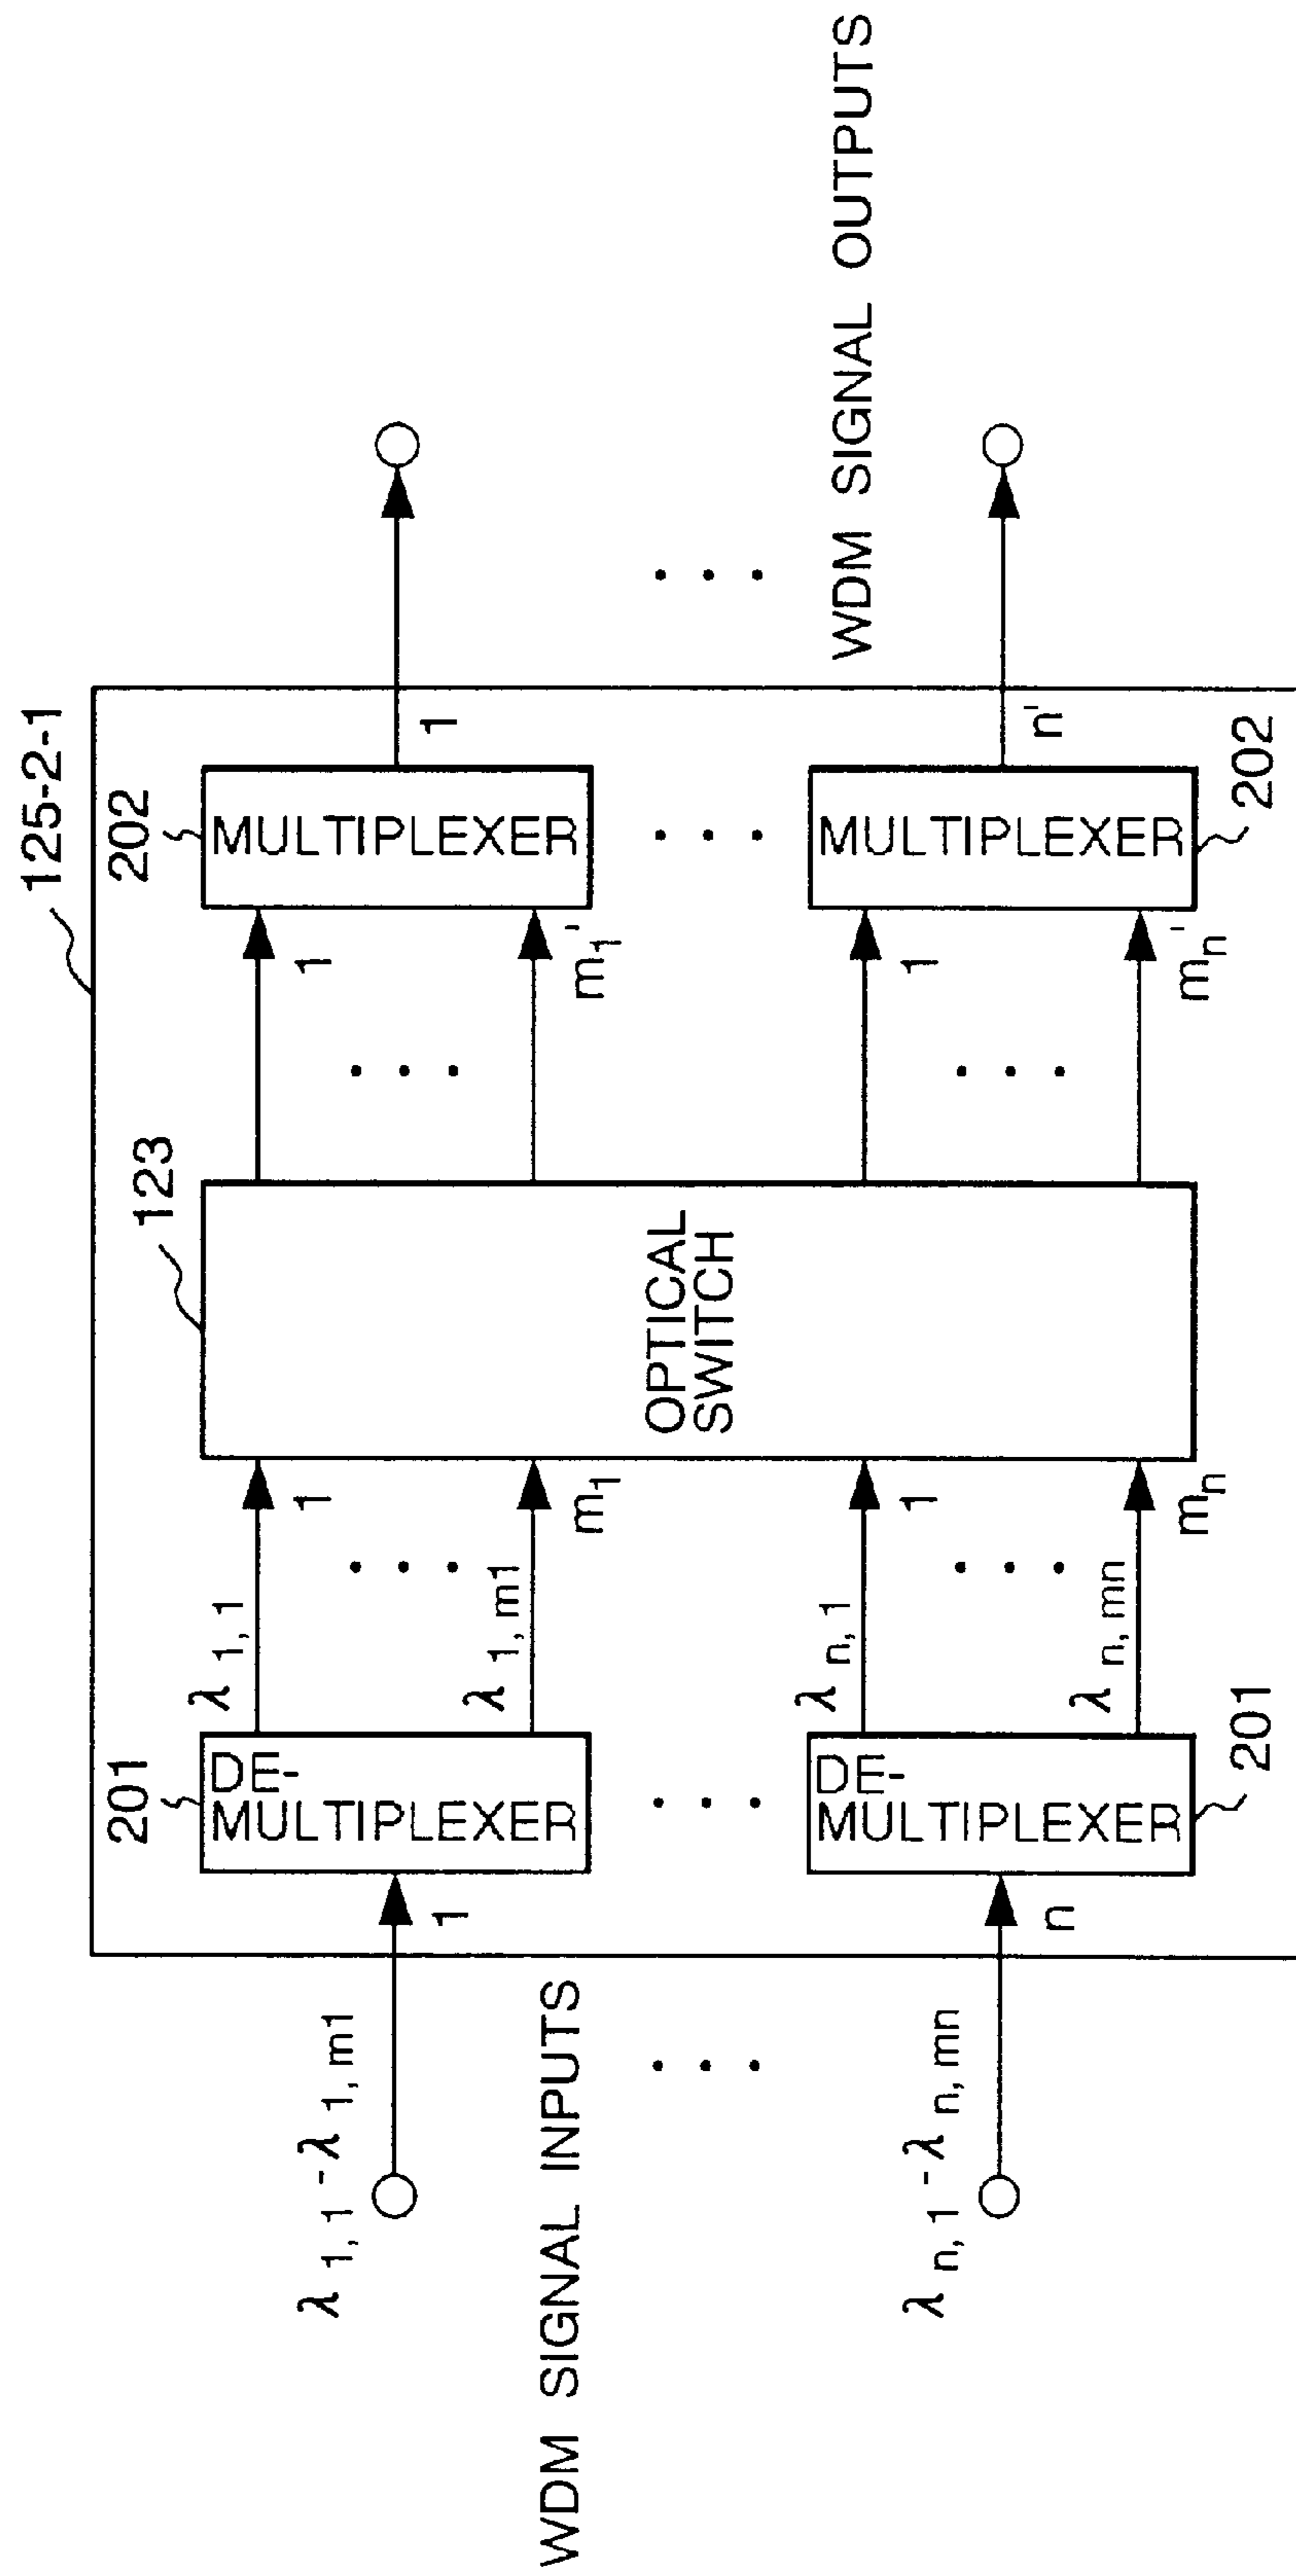 125-2-1
λ 1, 1 - λ 1, m1
WDM SIGNAL INPUTS
λ n, 1 - λ n, mn
1
n
201
DE-
MULTIPLEXER
DE-
MULTIPLEXER
201
λ 1, 1
λ 1, m1
λ n, 1
λ n, mn
1
m1
1
mn
123
OPTICAL
SWITCH
1
m1'
1
mn'
202
MULTIPLEXER
MULTIPLEXER
202
1
n'
WDM SIGNAL OUTPUTS